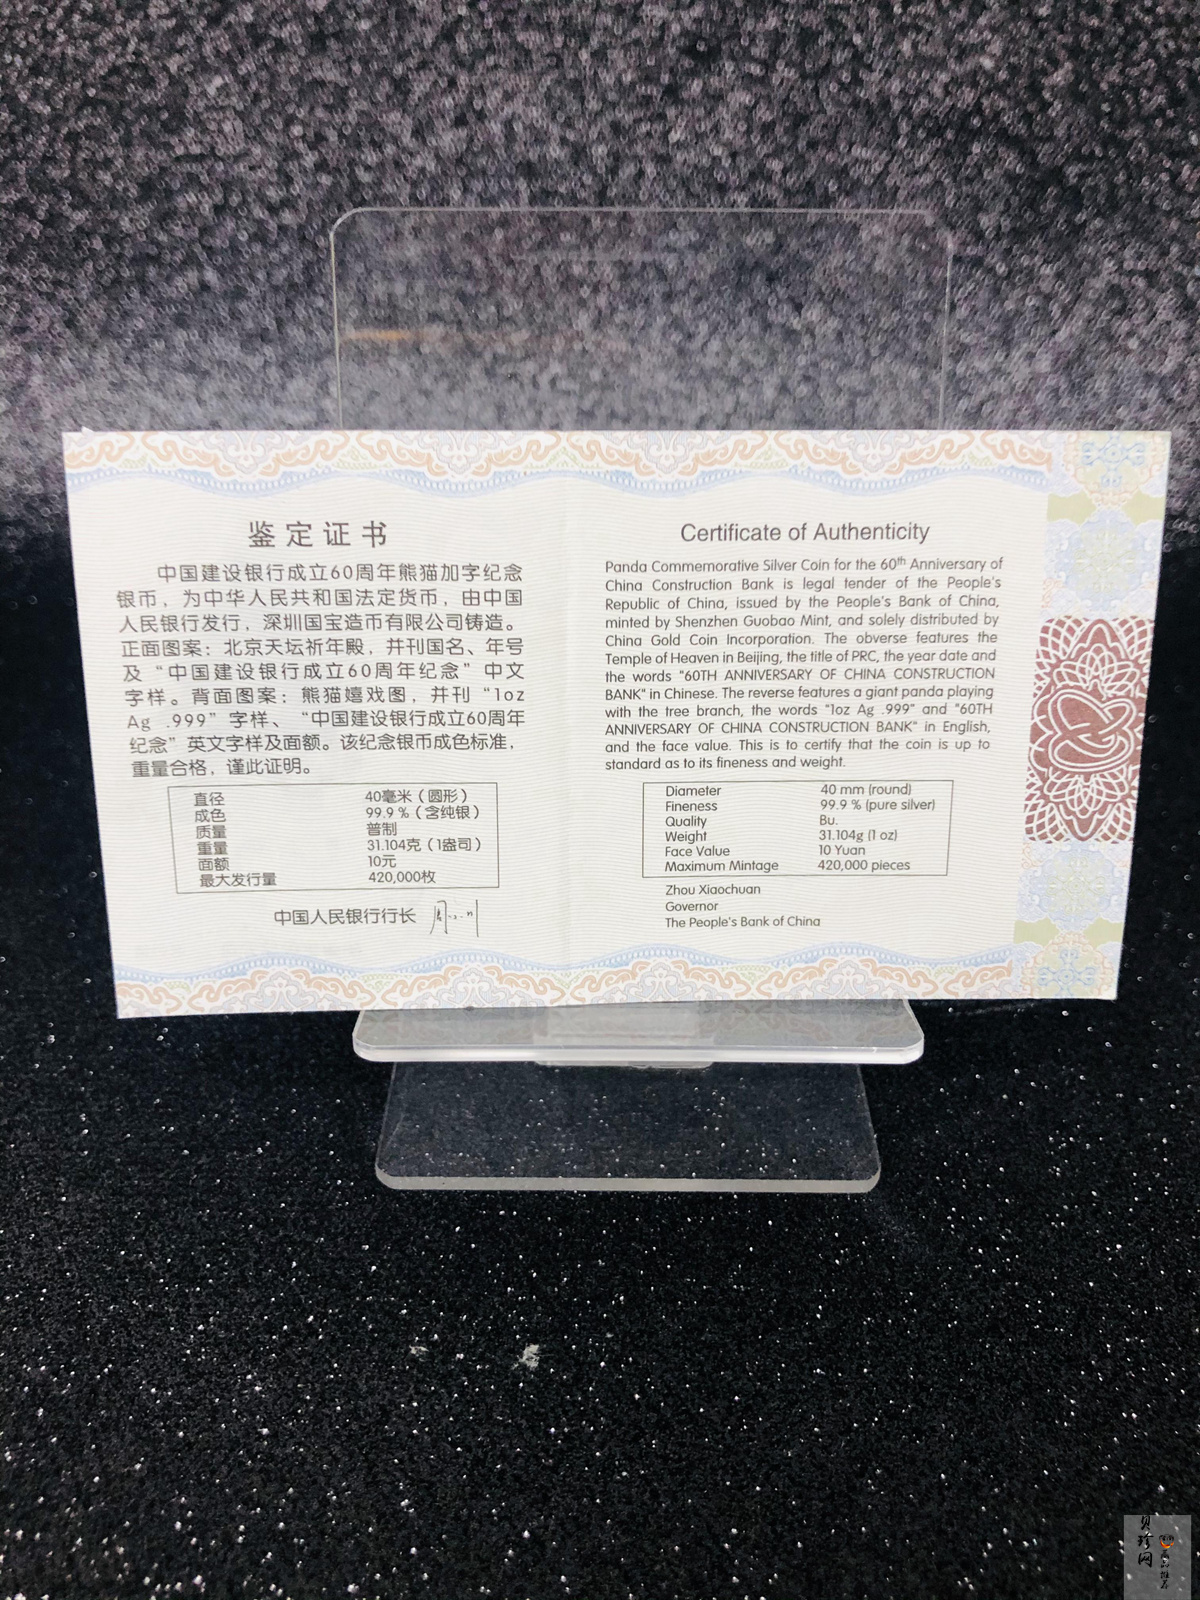 鉴定证书
中国建设银行成立60周年熊猫加字纪念
银币，为中华人民共和国法定货币，由中国
人民银行发行，深圳国宝造币有限公司铸造。
正面图案：北京天坛祈年殿，并刊国名、年号
及“中国建设银行成立60周年纪念”中文
字样。背面图案：熊猫嬉戏图，并刊“1oz
Ag .999”字样、“中国建设银行成立60周年
纪念”英文字样及面额。该纪念银币成色标准，
重量合格，谨此证明。
直径 40毫米（圆形）
成色 99.9％（含纯银）
质量 普制
重量 31.104克（1盎司）
面额 10元
最大发行量 420,000枚
中国人民银行行长
Certificate of Authenticity
Panda Commemorative Silver Coin for the 60th Anniversary of
China Construction Bank is legal tender of the People's
Republic of China, issued by the People's Bank of China,
minted by Shenzhen Guobao Mint, and solely distributed by
China Gold Coin Incorporation. The obverse features the
Temple of Heaven in Beijing, the title of PRC, the year date and
the words "60TH ANNIVERSARY OF CHINA CONSTRUCTION
BANK" in Chinese. The reverse features a giant panda playing
with the tree branch, the words "1oz Ag .999" and "60TH
ANNIVERSARY OF CHINA CONSTRUCTION BANK" in English,
and the face value. This is to certify that the coin is up to
standard as to its fineness and weight.
Diameter 40 mm (round)
Fineness 99.9 % (pure silver)
Quality Bu.
Weight 31.104g (1 oz)
Face Value 10 Yuan
Maximum Mintage 420,000 pieces
Zhou Xiaochuan
Governor
The People's Bank of China
贝珍网